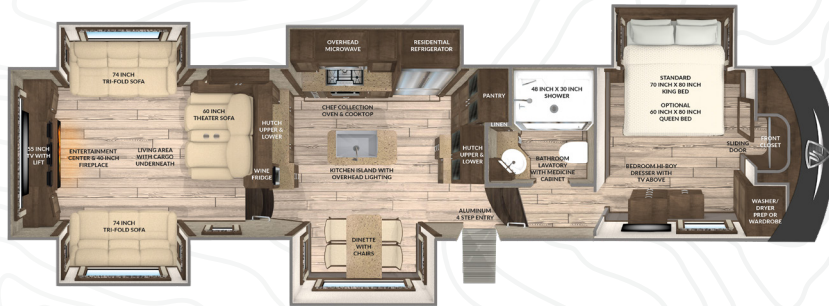 74 INCH
TRI-FOLD SOFA
55 INCH
TV WITH
LIFT
ENTERTAINMENT
CENTER & 40 INCH
FIREPLACE
LIVING AREA
WITH CARGO
UNDERNEATH
60 INCH
THEATER SOFA
74 INCH
TRI-FOLD SOFA
HUTCH
UPPER &
LOWER
WINE
FRIDGE
OVERHEAD
MICROWAVE
RESIDENTIAL
REFRIGERATOR
CHEF COLLECTION
OVEN & COOKTOP
KITCHEN ISLAND WITH
OVERHEAD LIGHTING
DINETTE
WITH
CHAIRS
HUTCH
UPPER &
LOWER
PANTRY
LINEN
48 INCH X 30 INCH
SHOWER
BATHROOM
LAVATORY
WITH MEDICINE
CABINET
ALUMINUM
4 STEP ENTRY
STANDARD
70 INCH X 80 INCH
KING BED
OPTIONAL
60 INCH X 80 INCH
QUEEN BED
SLIDING
DOOR
FRONT
CLOSET
BEDROOM HI-BOY
DRESSER WITH
TV ABOVE
WASHER/
DRYER
PREP OR
WARDROBE